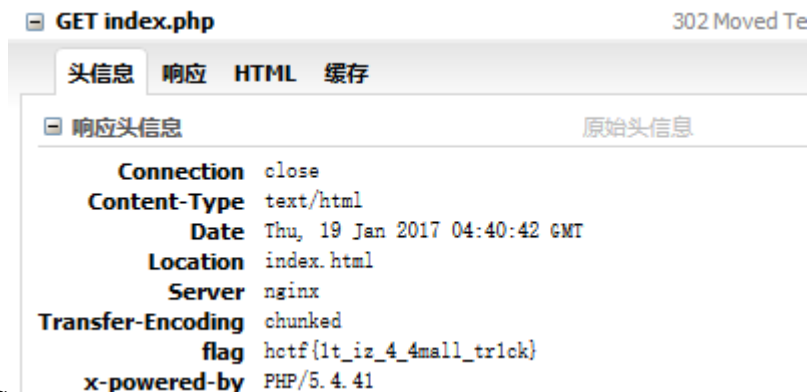 GET index.php 302 Moved Te
头信息 响应 HTML 缓存
响应头信息 原始头信息
Connection close
Content-Type text/html
Date Thu, 19 Jan 2017 04:40:42 GMT
Location index.html
Server nginx
Transfer-Encoding chunked
flag hctf{1t_iz_4_4mall_tr1ck}
x-powered-by PHP/5.4.41